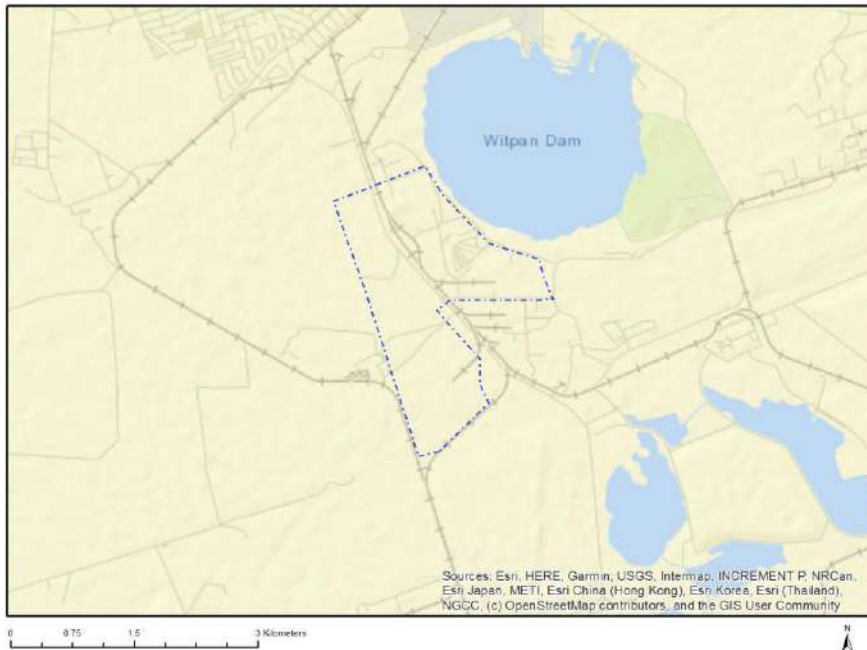 Witpan Dam
Sources: Esri, HERE, Garmin, USGS, Intermap, INCREMENT P, NRCan,
Esri Japan, METI, Esri China (Hong Kong), Esri Korea, Esri (Thailand),
NGCC, (c) OpenStreetMap contributors, and the GIS User Community
0 0.75 1.5 3 Kilometers
N